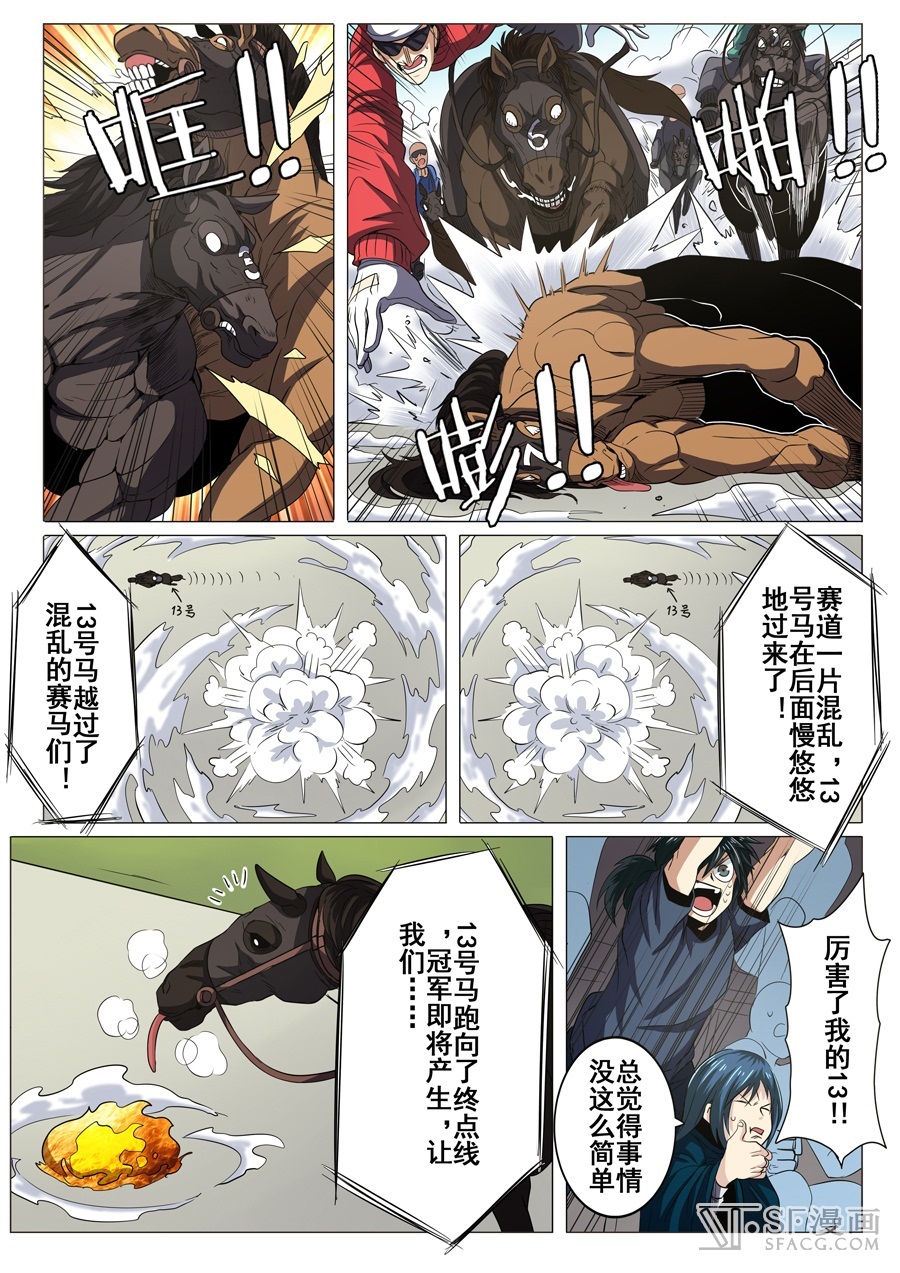 啪!!
嘭!!
哐!!
赛道一片混乱，13
号马在后面慢悠悠
地过来了！
13号
13号马越过了
混乱的赛马们！
13号
厉害了我的13!!
总觉得事情
没这么简单
13号马跑向了终点线
，冠军即将产生，让
我们……
SF漫画
SFACG.COM